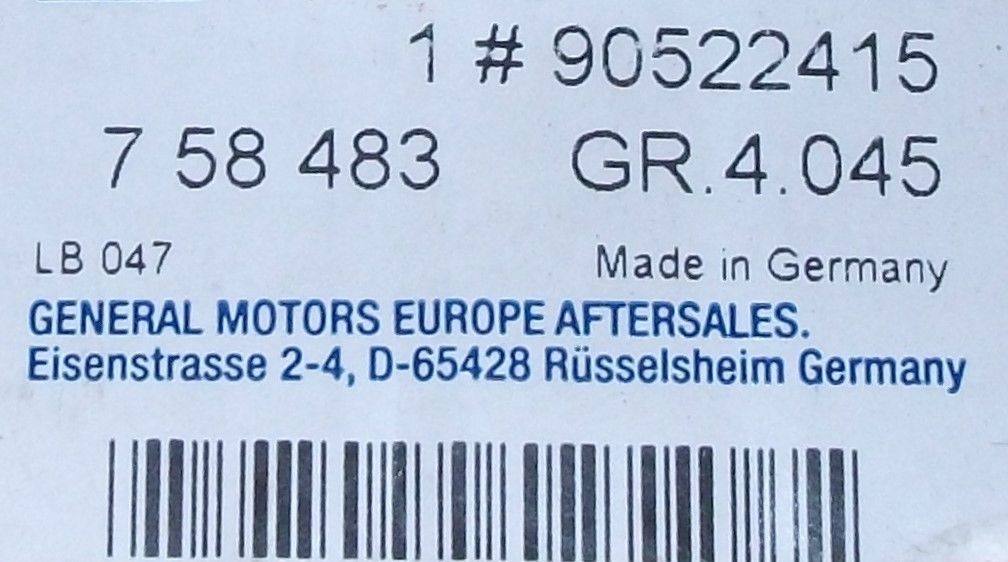 1 # 90522415
7 58 483 GR.4.045
LB 047 Made in Germany
GENERAL MOTORS EUROPE AFTERSALES.
Eisenstrasse 2-4, D-65428 Rüsselsheim Germany